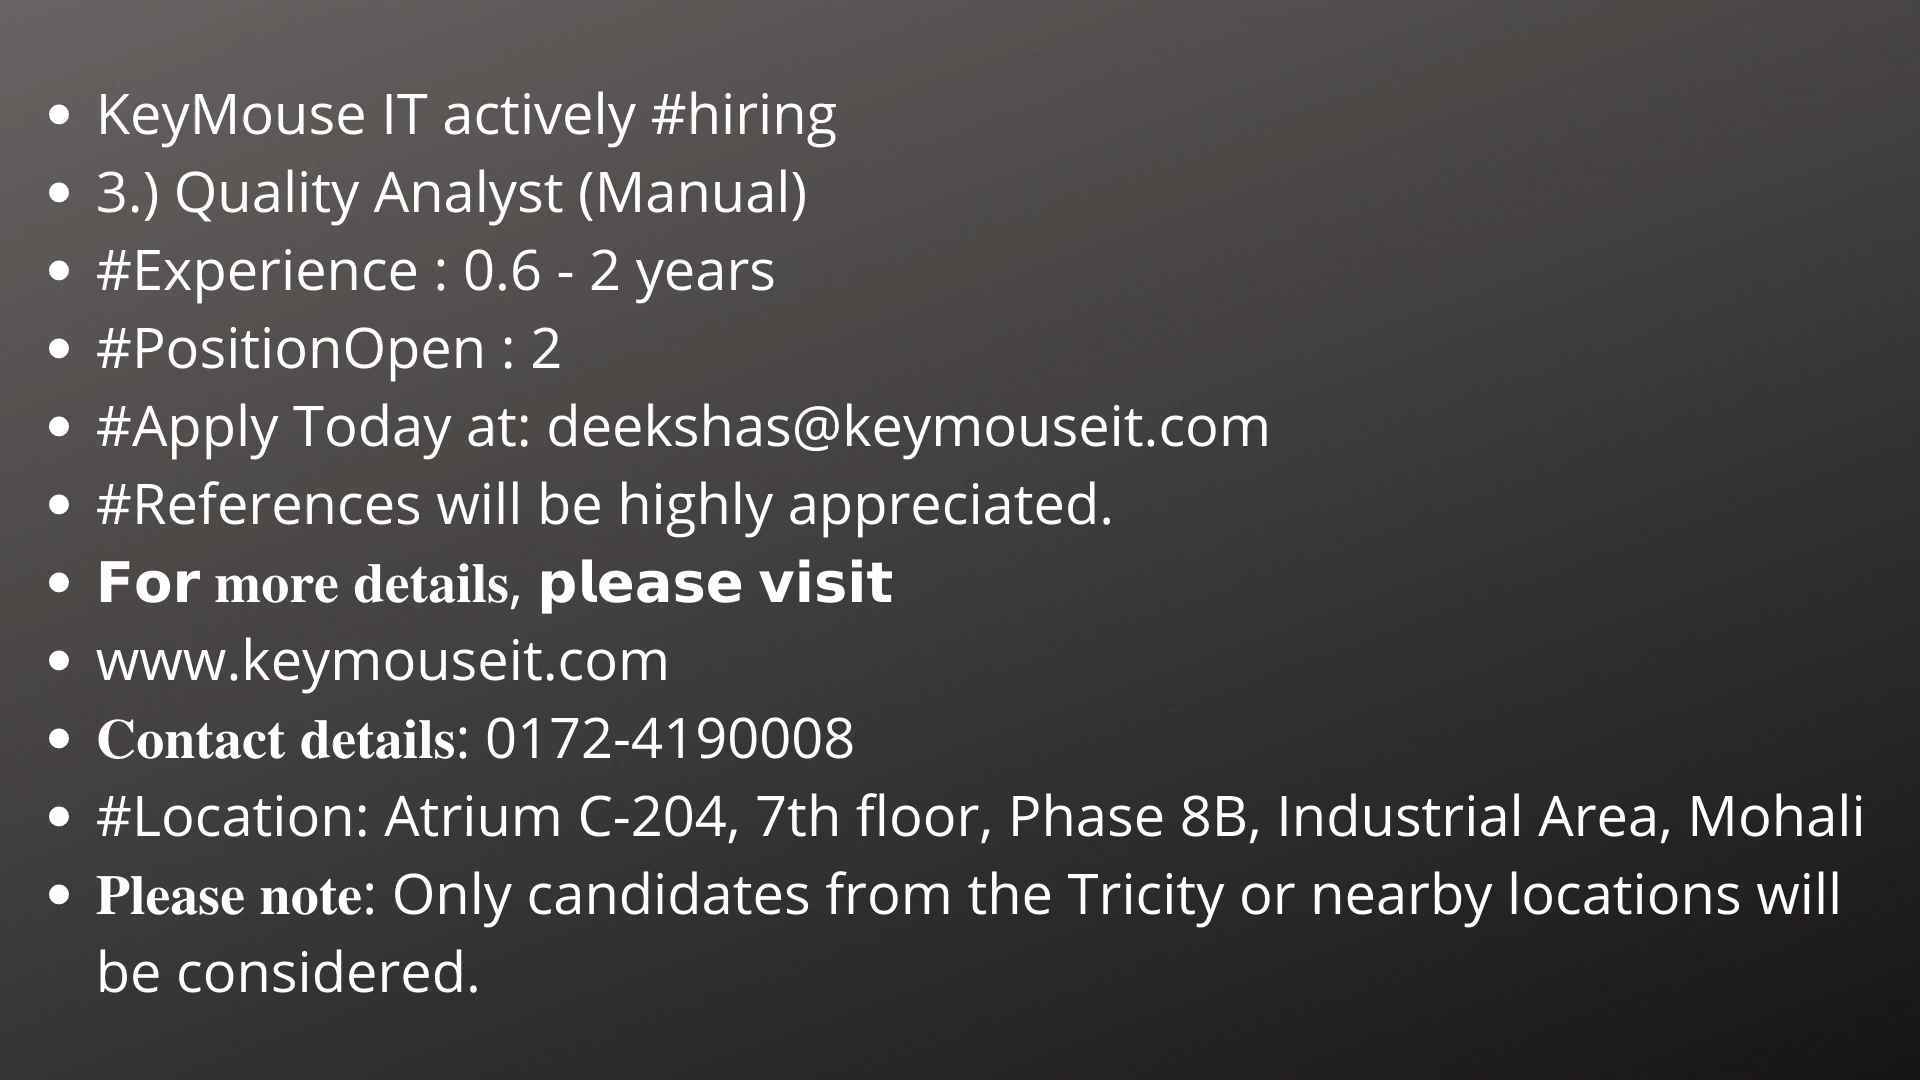 • KeyMouse IT actively #hiring
• 3.) Quality Analyst (Manual)
• #Experience : 0.6 - 2 years
• #PositionOpen : 2
• #Apply Today at: deekshas@keymouseit.com
• #References will be highly appreciated.
• For more details, please visit
• www.keymouseit.com
• Contact details: 0172-4190008
• #Location: Atrium C-204, 7th floor, Phase 8B, Industrial Area, Mohali
• Please note: Only candidates from the Tricity or nearby locations will
be considered.